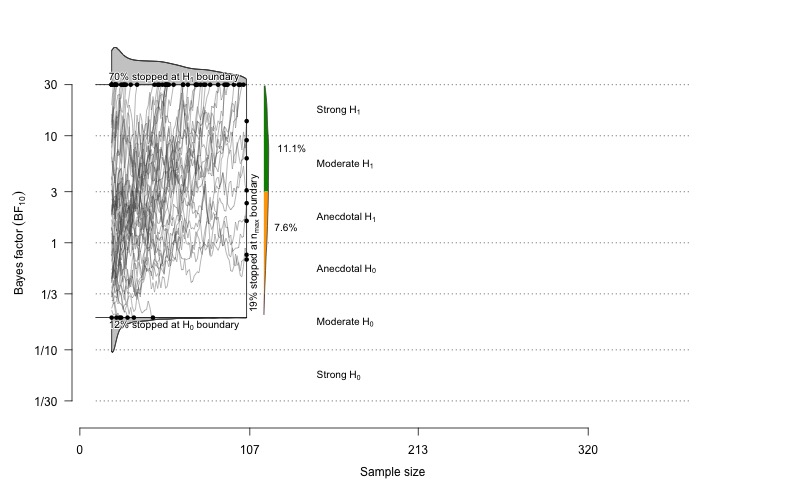 70% stopped at H1 boundary
30
Strong H1
10
11.1%
Moderate H1
3
Anecdotal H1
7.6%
1
Anecdotal H0
1/3
Moderate H0
12% stopped at H0 boundary
19% stopped at nmax boundary
1/10
Strong H0
1/30
Bayes factor (BF10)
0
107
213
320
Sample size